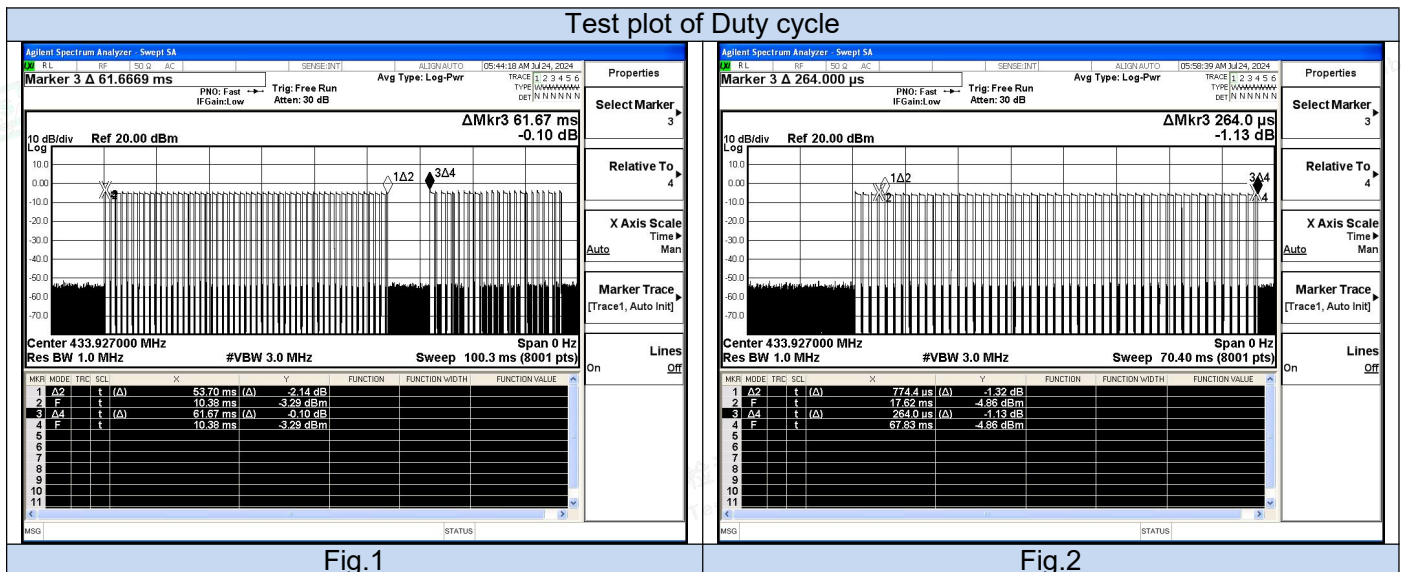 Test plot of Duty cycle
Agilent Spectrum Analyzer - Swept SA
RL RF 50 Ω AC SENSE:INT ALIGN AUTO 05:44:18 AM Jul 24, 2024
Marker 3 Δ 61.6669 ms
Avg Type: Log-Pwr
TRACE 1 2 3 4 5 6
PNO: Fast Trig: Free Run
TYPE
IFGain:Low Atten: 30 dB
DET N N N N N N
ΔMkr3 61.67 ms
-0.10 dB
10 dB/div Ref 20.00 dBm
Log
10.0
0.00
-10.0
-20.0
-30.0
-40.0
-50.0
-60.0
-70.0
1Δ2
3Δ4
Center 433.927000 MHz Span 0 Hz
Res BW 1.0 MHz #VBW 3.0 MHz Sweep 100.3 ms (8001 pts)
MKR MODE TRC SCL X Y FUNCTION FUNCTION WIDTH FUNCTION VALUE
1 Δ2 t (Δ) 53.70 ms (Δ) -2.14 dB
2 F t 10.38 ms -3.29 dBm
3 Δ4 t (Δ) 61.67 ms (Δ) -0.10 dB
4 F t 10.38 ms -3.29 dBm
5
6
7
8
9
10
11
MSG STATUS
Properties
Select Marker
3
Relative To
4
X Axis Scale
Time
Auto Man
Marker Trace
[Trace1, Auto Init]
Lines
On Off
Fig.1
Agilent Spectrum Analyzer - Swept SA
RL RF 50 Ω AC SENSE:INT ALIGN AUTO 05:58:39 AM Jul 24, 2024
Marker 3 Δ 264.000 µs
Avg Type: Log-Pwr
TRACE 1 2 3 4 5 6
PNO: Fast Trig: Free Run
TYPE
IFGain:Low Atten: 30 dB
DET N N N N N N
ΔMkr3 264.0 µs
-1.13 dB
10 dB/div Ref 20.00 dBm
Log
10.0
0.00
-10.0
-20.0
-30.0
-40.0
-50.0
-60.0
-70.0
1Δ2
2
3Δ4
4
Center 433.927000 MHz Span 0 Hz
Res BW 1.0 MHz #VBW 3.0 MHz Sweep 70.40 ms (8001 pts)
MKR MODE TRC SCL X Y FUNCTION FUNCTION WIDTH FUNCTION VALUE
1 Δ2 t (Δ) 774.4 µs (Δ) -1.32 dB
2 F t 17.62 ms -4.86 dBm
3 Δ4 t (Δ) 264.0 µs (Δ) -1.13 dB
4 F t 67.83 ms -4.86 dBm
5
6
7
8
9
10
11
MSG STATUS
Properties
Select Marker
3
Relative To
4
X Axis Scale
Time
Auto Man
Marker Trace
[Trace1, Auto Init]
Lines
On Off
Fig.2